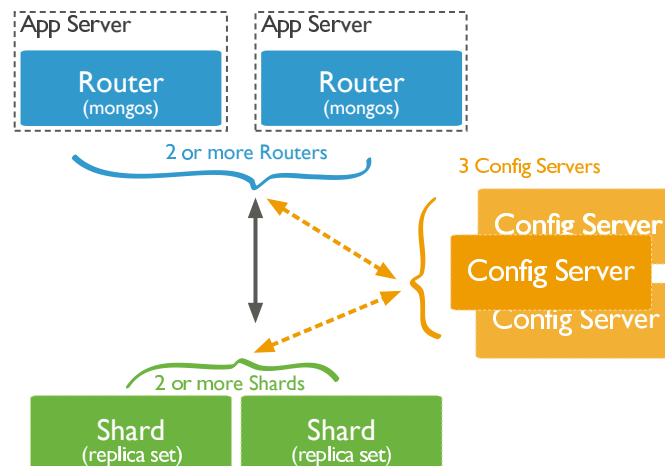 App Server
App Server
Router
(mongos)
Router
(mongos)
2 or more Routers
3 Config Servers
Config Server
Config Server
Config Server
2 or more Shards
Shard
(replica set)
Shard
(replica set)